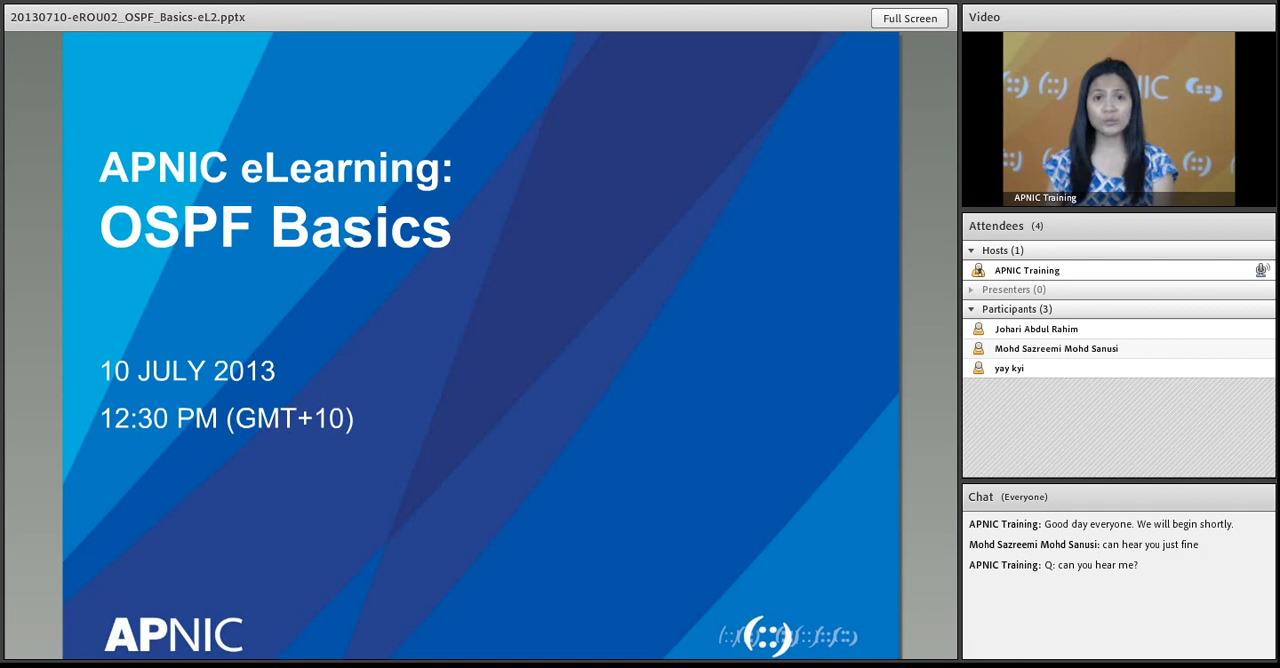 20130710-eROU02_OSPF_Basics-eL2.pptx
Full Screen
APNIC eLearning:
OSPF Basics
10 JULY 2013
12:30 PM (GMT+10)
APNIC
(::)
Video
(::) NIC
APNIC Training
Attendees (4)
Hosts (1)
APNIC Training
Presenters (0)
Participants (3)
Johari Abdul Rahim
Mohd Sazreemi Mohd Sanusi
yay kyi
Chat (Everyone)
APNIC Training: Good day everyone. We will begin shortly.
Mohd Sazreemi Mohd Sanusi: can hear you just fine
APNIC Training: Q: can you hear me?